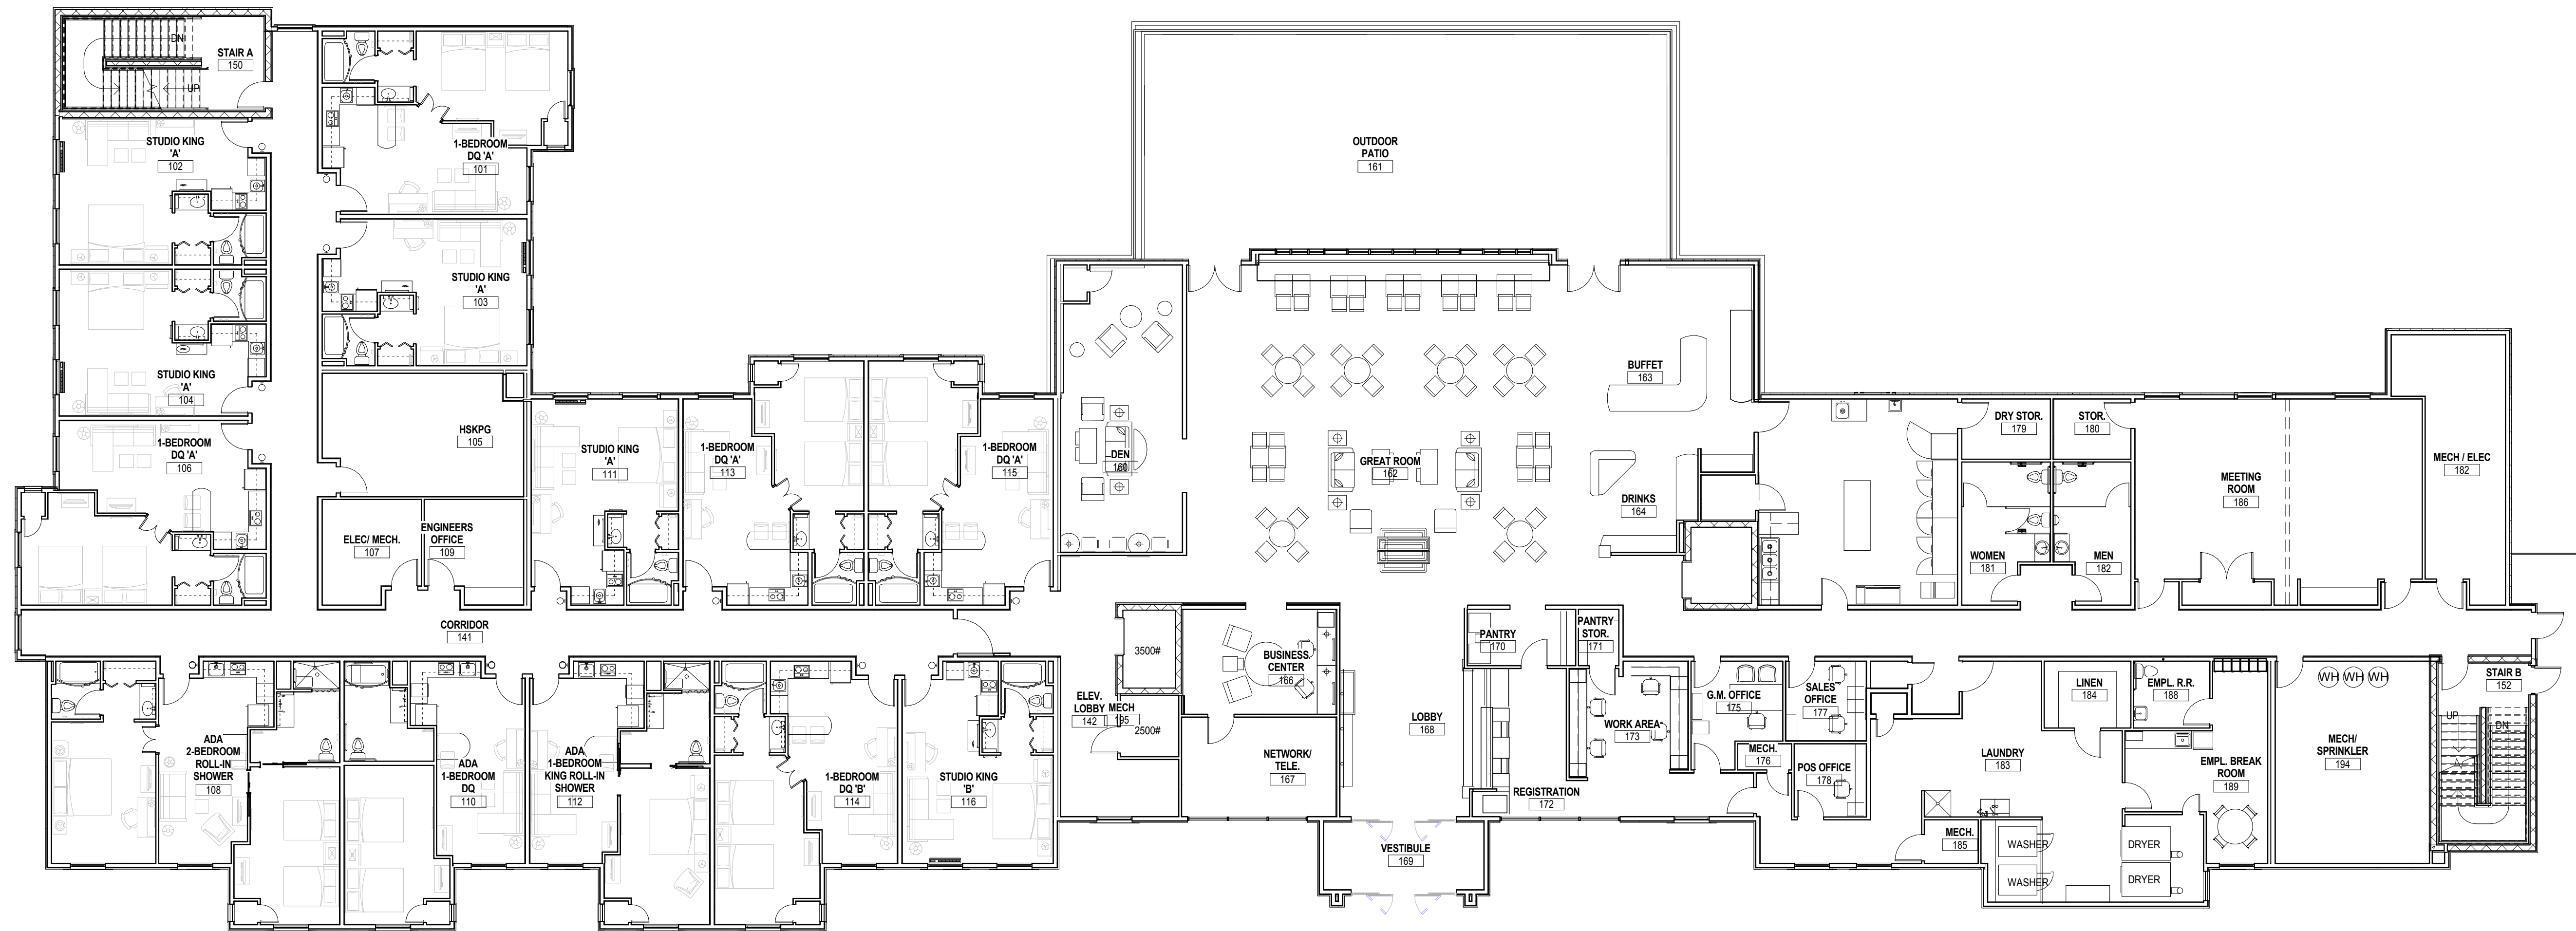 STAIR A
150
DN
UP
STUDIO KING
'A'
102
1-BEDROOM
DQ 'A'
101
STUDIO KING
'A'
103
STUDIO KING
'A'
104
1-BEDROOM
DQ 'A'
106
HSKPG
105
ELEC/ MECH.
107
ENGINEERS
OFFICE
109
STUDIO KING
'A'
111
1-BEDROOM
DQ 'A'
113
1-BEDROOM
DQ 'A'
115
CORRIDOR
141
ADA
2-BEDROOM
ROLL-IN
SHOWER
108
ADA
1-BEDROOM
DQ
110
ADA
1-BEDROOM
KING ROLL-IN
SHOWER
112
1-BEDROOM
DQ 'B'
114
STUDIO KING
'B'
116
OUTDOOR
PATIO
161
DEN
160
GREAT ROOM
162
BUFFET
163
DRINKS
164
3500#
ELEV.
LOBBY
142
MECH
195
2500#
BUSINESS
CENTER
166
NETWORK/
TELE.
167
LOBBY
168
VESTIBULE
169
PANTRY
170
PANTRY
STOR.
171
REGISTRATION
172
WORK AREA
173
G.M. OFFICE
175
MECH.
176
SALES
OFFICE
177
POS OFFICE
178
DRY STOR.
179
STOR.
180
WOMEN
181
MEN
182
MEETING
ROOM
186
MECH / ELEC
182
LAUNDRY
183
LINEN
184
MECH.
185
WASHER
WASHER
DRYER
DRYER
EMPL. R.R.
188
EMPL. BREAK
ROOM
189
WH
WH
WH
MECH/
SPRINKLER
194
STAIR B
152
UP
DN